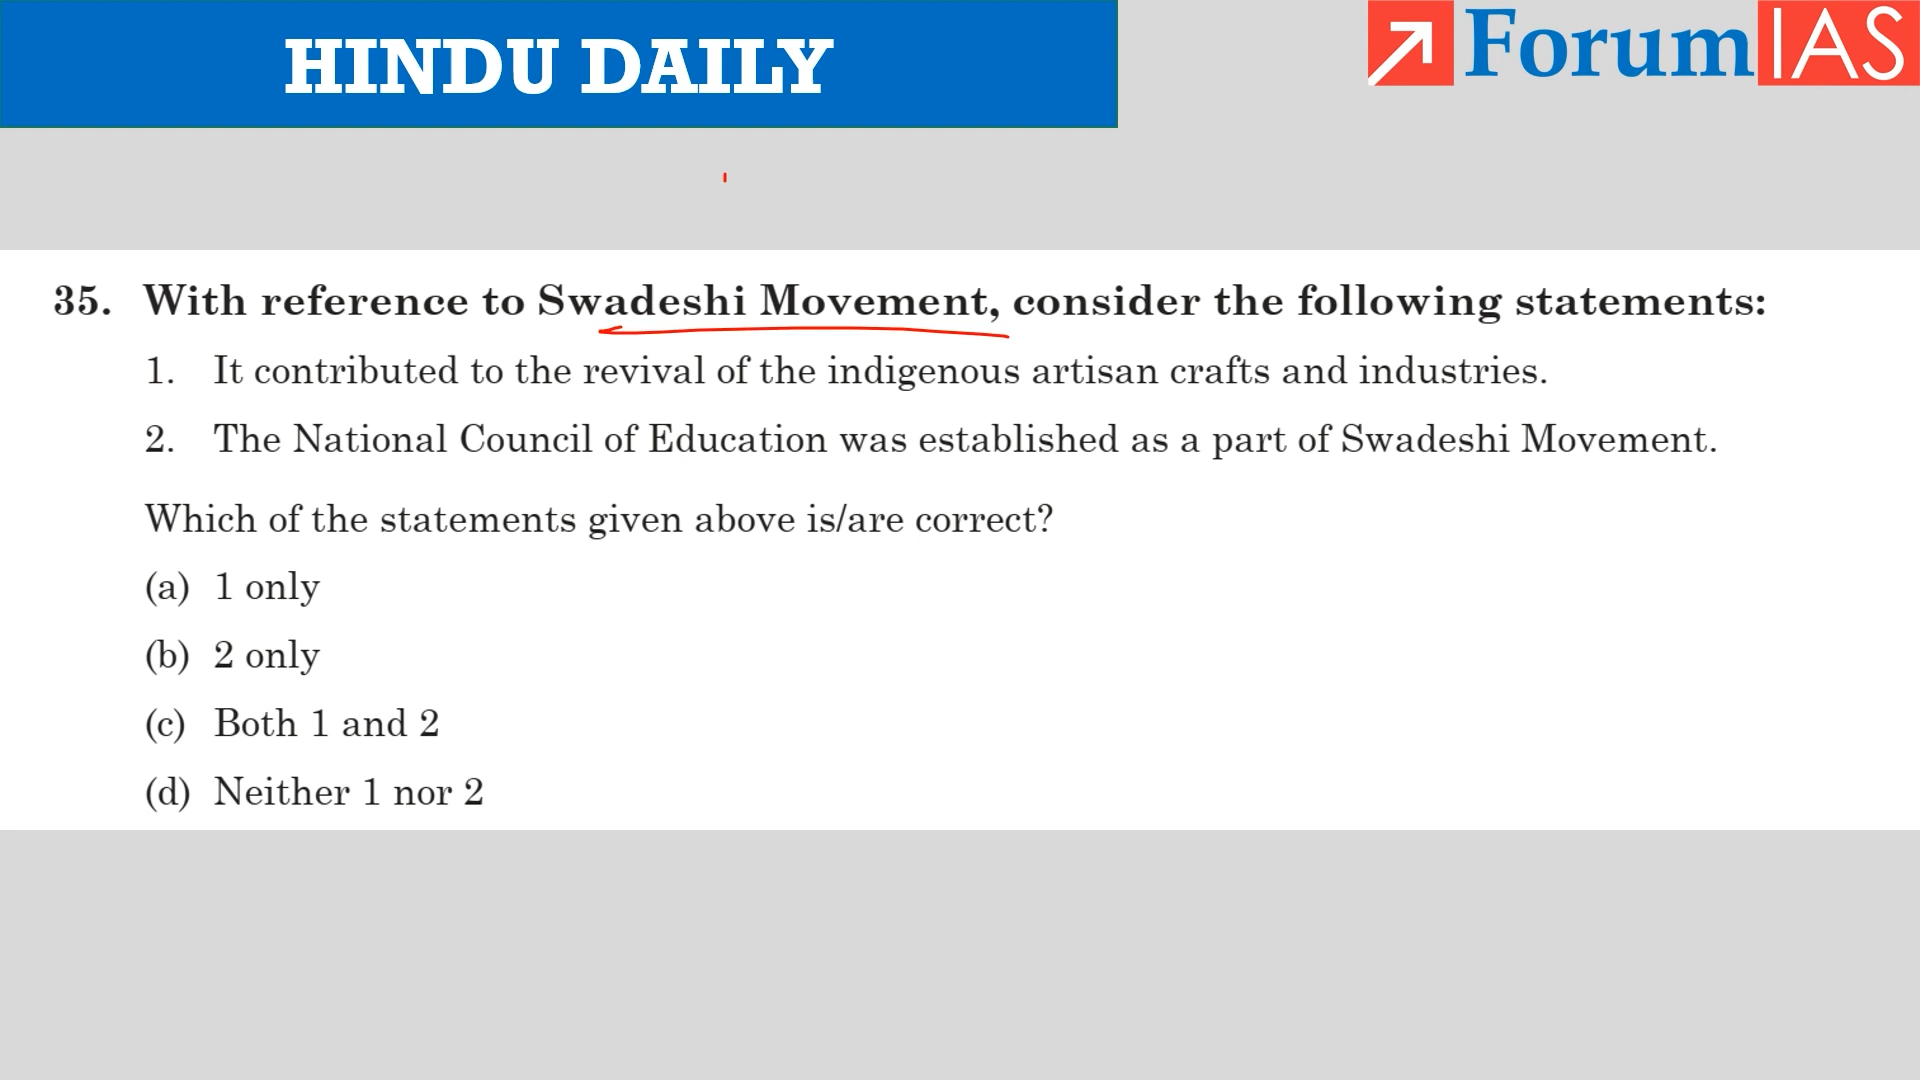 HINDU DAILY
ForumIAS
35. With reference to Swadeshi Movement, consider the following statements:
1. It contributed to the revival of the indigenous artisan crafts and industries.
2. The National Council of Education was established as a part of Swadeshi Movement.
Which of the statements given above is/are correct?
(a) 1 only
(b) 2 only
(c) Both 1 and 2
(d) Neither 1 nor 2